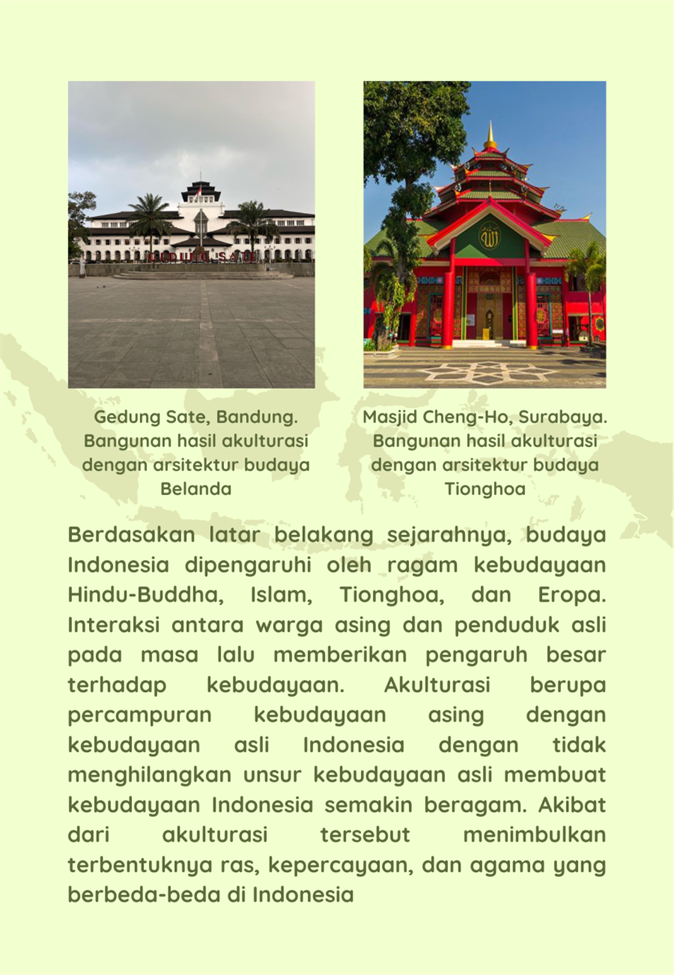 GEDUNG SATE
Gedung Sate, Bandung.
Bangunan hasil akulturasi
dengan arsitektur budaya
Belanda
Masjid Cheng-Ho, Surabaya.
Bangunan hasil akulturasi
dengan arsitektur budaya
Tionghoa
Berdasakan latar belakang sejarahnya, budaya
Indonesia dipengaruhi oleh ragam kebudayaan
Hindu-Buddha, Islam, Tionghoa, dan Eropa.
Interaksi antara warga asing dan penduduk asli
pada masa lalu memberikan pengaruh besar
terhadap kebudayaan. Akulturasi berupa
percampuran kebudayaan asing dengan
kebudayaan asli Indonesia dengan tidak
menghilangkan unsur kebudayaan asli membuat
kebudayaan Indonesia semakin beragam. Akibat
dari akulturasi tersebut menimbulkan
terbentuknya ras, kepercayaan, dan agama yang
berbeda-beda di Indonesia